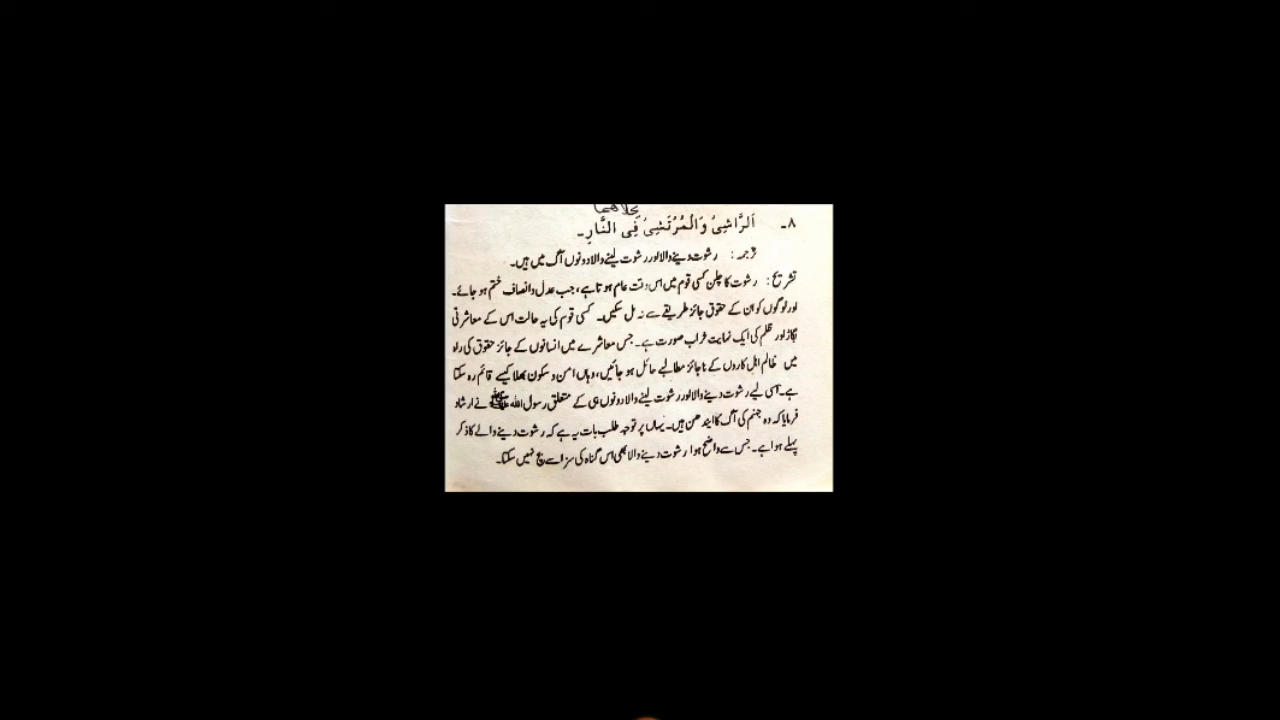 كلاهما
۸۔ اَلرَّاشِیْ وَالْمُرْتَشِیْ فِی النَّارِ۔
ترجمہ: رشوت دینے والا اور رشوت لینے والا دونوں آگ میں ہیں۔
تشریح: رشوت کا چلن کسی قوم میں اس وقت عام ہوتا ہے، جب عدل وانصاف ختم ہو جائے۔
اور لوگوں کو ان کے حقوق جائز طریقے سے نہ مل سکیں۔ کسی قوم کی یہ حالت اس کے معاشرتی
بگاڑ اور ظلم کی ایک نہایت خراب صورت ہے۔ جس معاشرے میں انسانوں کے جائز حقوق کی راہ
میں ظالم اہل کاروں کے ناجائز مطالبے حائل ہو جائیں، وہاں امن و سکون بھلا کیسے قائم رہ سکتا
ہے۔ اسی لیے رشوت دینے والا اور رشوت لینے والا دونوں ہی کے متعلق رسول اللہ ﷺ نے ارشاد
فرمایا کہ وہ جہنم کی آگ کا ایندھن ہیں۔ یہاں پر توجہ طلب بات یہ ہے کہ رشوت دینے والے کا ذکر
پہلے ہوا ہے۔ جس سے واضح ہوا رشوت دینے والا بھی اس گناہ کی سزا سے بچ نہیں سکتا۔